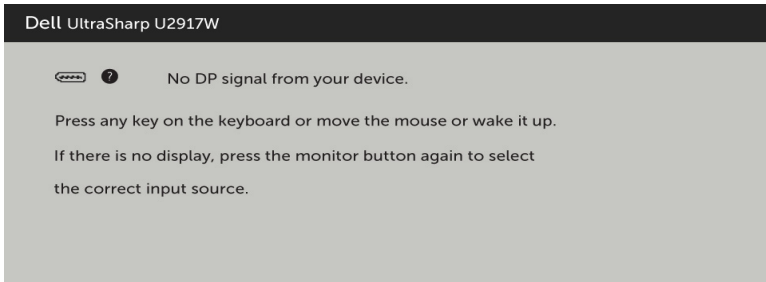 Dell UltraSharp U2917W
? No DP signal from your device.
Press any key on the keyboard or move the mouse or wake it up.
If there is no display, press the monitor button again to select
the correct input source.